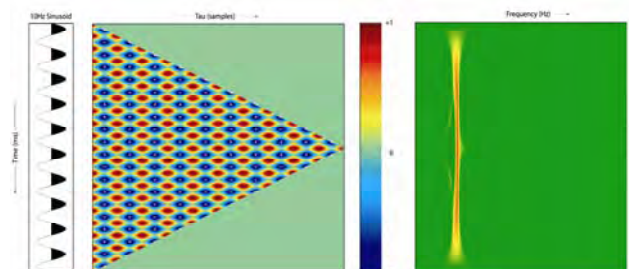 10Hz Sinusoid
Tau (samples)
+1
Frequency (Hz)
Time (ms)
0